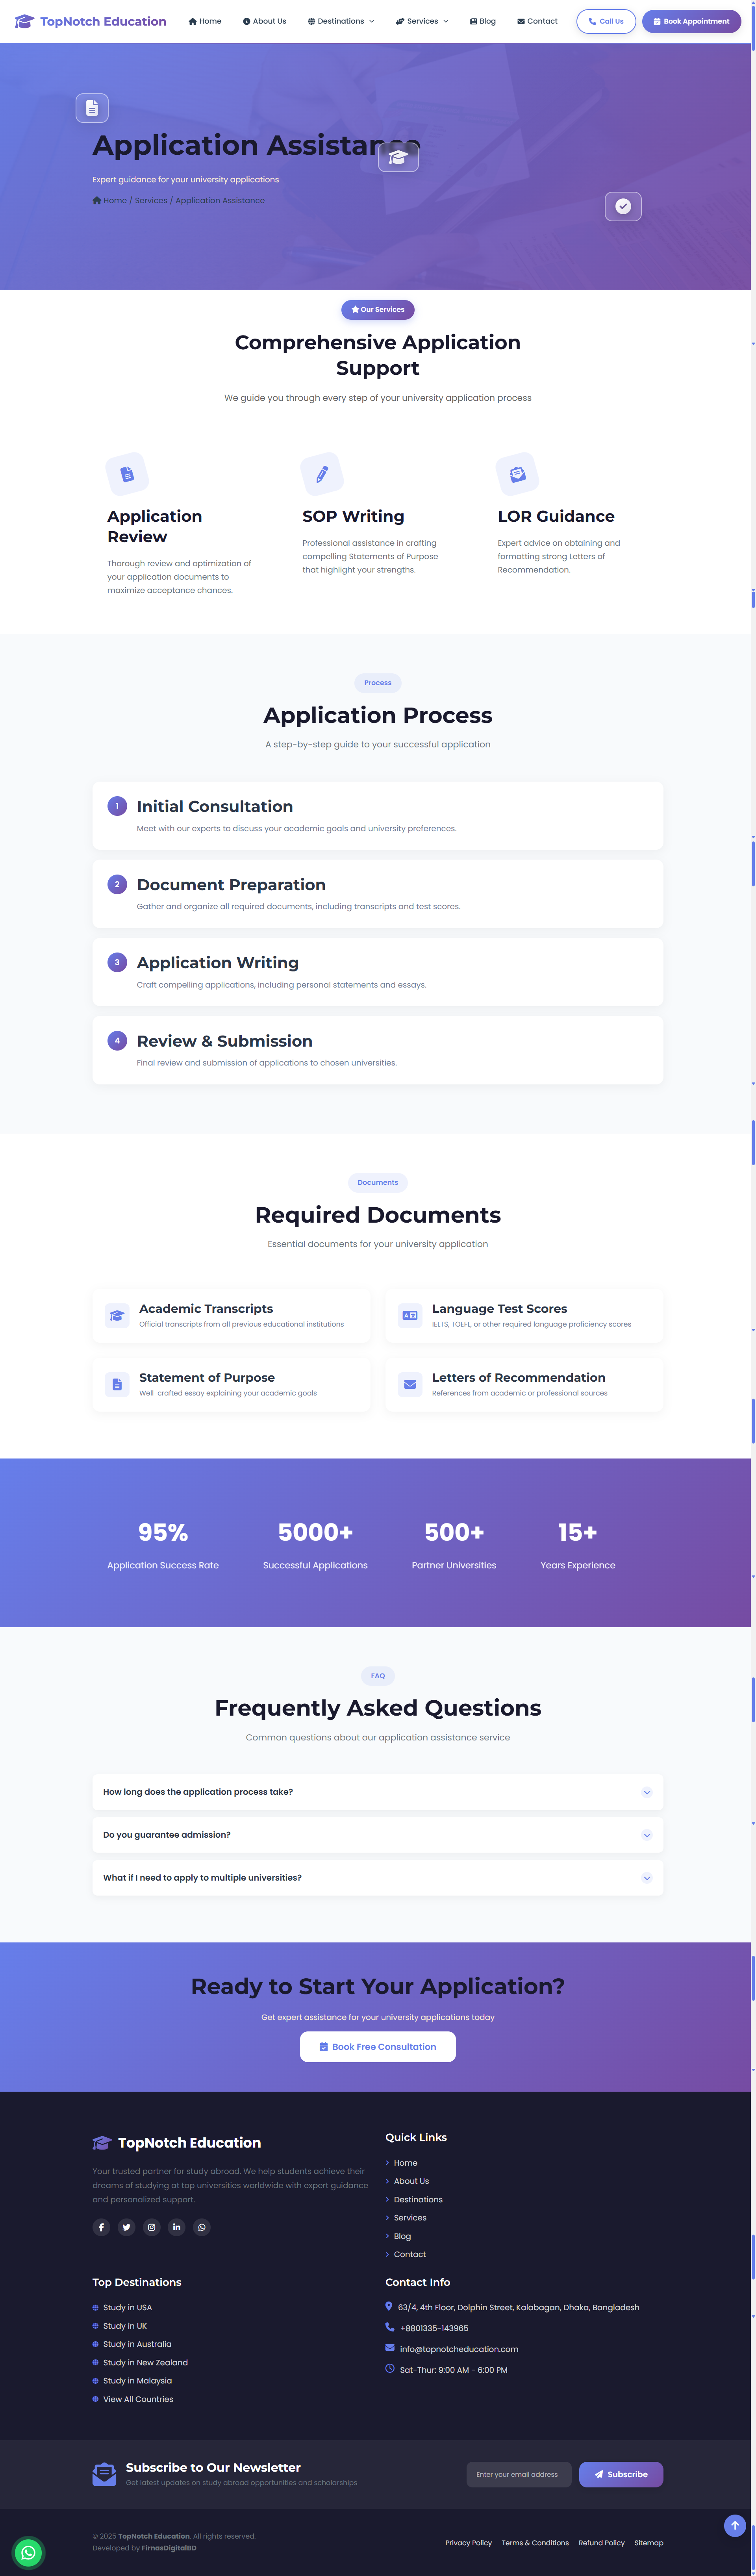 TopNotch Education
Home
About Us
Destinations
Services
Blog
Contact
Call Us
Book Appointment
Application Assistance
Expert guidance for your university applications
Home / Services / Application Assistance
Our Services
Comprehensive Application
Support
We guide you through every step of your university application process
Application
Review
Thorough review and optimization of
your application documents to
maximize acceptance chances.
SOP Writing
Professional assistance in crafting
compelling Statements of Purpose
that highlight your strengths.
LOR Guidance
Expert advice on obtaining and
formatting strong Letters of
Recommendation.
Process
Application Process
A step-by-step guide to your successful application
1
Initial Consultation
Meet with our experts to discuss your academic goals and university preferences.
2
Document Preparation
Gather and organize all required documents, including transcripts and test scores.
3
Application Writing
Craft compelling applications, including personal statements and essays.
4
Review & Submission
Final review and submission of applications to chosen universities.
Documents
Required Documents
Essential documents for your university application
Academic Transcripts
Official transcripts from all previous educational institutions
Language Test Scores
IELTS, TOEFL, or other required language proficiency scores
Statement of Purpose
Well-crafted essay explaining your academic goals
Letters of Recommendation
References from academic or professional sources
95%
Application Success Rate
5000+
Successful Applications
500+
Partner Universities
15+
Years Experience
FAQ
Frequently Asked Questions
Common questions about our application assistance service
How long does the application process take?
Do you guarantee admission?
What if I need to apply to multiple universities?
Ready to Start Your Application?
Get expert assistance for your university applications today
Book Free Consultation
TopNotch Education
Your trusted partner for study abroad. We help students achieve their
dreams of studying at top universities worldwide with expert guidance
and personalized support.
Quick Links
Home
About Us
Destinations
Services
Blog
Contact
Top Destinations
Study in USA
Study in UK
Study in Australia
Study in New Zealand
Study in Malaysia
View All Countries
Contact Info
63/4, 4th Floor, Dolphin Street, Kalabagan, Dhaka, Bangladesh
+8801335-143965
info@topnotcheducation.com
Sat-Thur: 9:00 AM - 6:00 PM
Subscribe to Our Newsletter
Get latest updates on study abroad opportunities and scholarships
Enter your email address
Subscribe
© 2025 TopNotch Education. All rights reserved.
Developed by FirnasDigitalBD
Privacy Policy
Terms & Conditions
Refund Policy
Sitemap